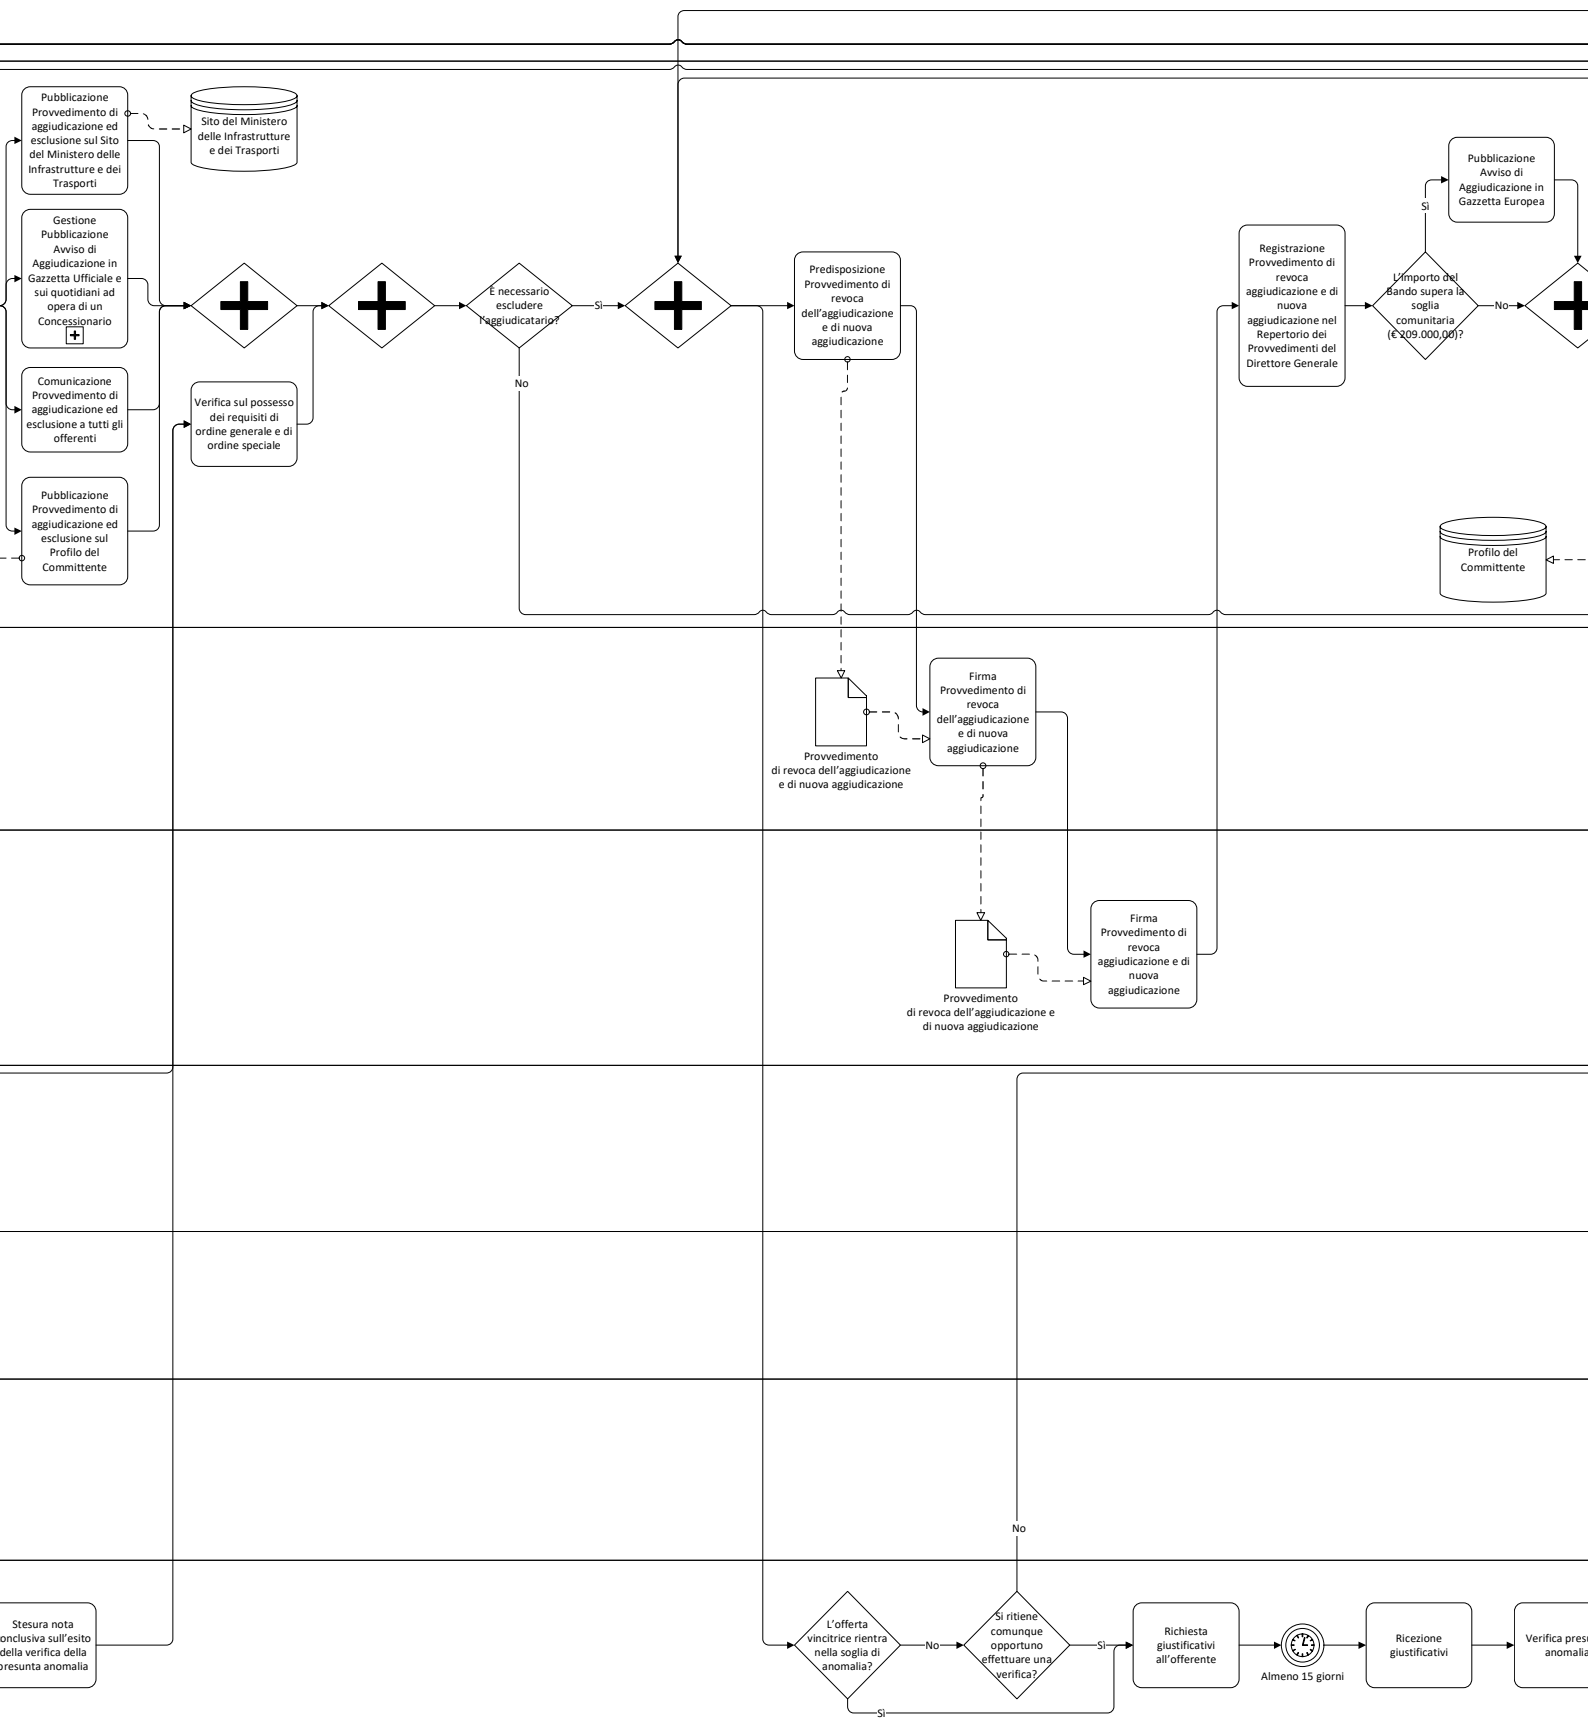 Pubblicazione
Provvedimento di
aggiudicazione ed
esclusione sul Sito
del Ministero delle
Infrastrutture e dei
Trasporti
Sito del Ministero
delle Infrastrutture
e dei Trasporti
Gestione
Pubblicazione
Avviso di
Aggiudicazione in
Gazzetta Ufficiale e
sui quotidiani ad
opera di un
Concessionario
Comunicazione
Provvedimento di
aggiudicazione ed
esclusione a tutti gli
offerenti
Pubblicazione
Provvedimento di
aggiudicazione ed
esclusione sul
Profilo del
Committente
Verifica sul possesso
dei requisiti di
ordine generale e di
ordine speciale
È necessario
escludere
l'aggiudicatario?
Sì
No
Predisposizione
Provvedimento di
revoca
dell'aggiudicazione
e di nuova
aggiudicazione
Registrazione
Provvedimento di
revoca
aggiudicazione e di
nuova
aggiudicazione nel
Repertorio dei
Provvedimenti del
Direttore Generale
L'importo del
Bando supera la
soglia
comunitaria
(€ 209.000,00)?
Sì
No
Pubblicazione
Avviso di
Aggiudicazione in
Gazzetta Europea
Profilo del
Committente
Provvedimento
di revoca dell'aggiudicazione
e di nuova aggiudicazione
Firma
Provvedimento di
revoca
dell'aggiudicazione
e di nuova
aggiudicazione
Provvedimento
di revoca dell'aggiudicazione e
di nuova aggiudicazione
Firma
Provvedimento di
revoca
aggiudicazione e di
nuova
aggiudicazione
No
Stesura nota
onclusiva sull'esito
della verifica della
presunta anomalia
L'offerta
vincitrice rientra
nella soglia di
anomalia?
No
Sì
Si ritiene
comunque
opportuno
effettuare una
verifica?
Sì
Richiesta
giustificativi
all'offerente
Almeno 15 giorni
Ricezione
giustificativi
Verifica presu
anomalia